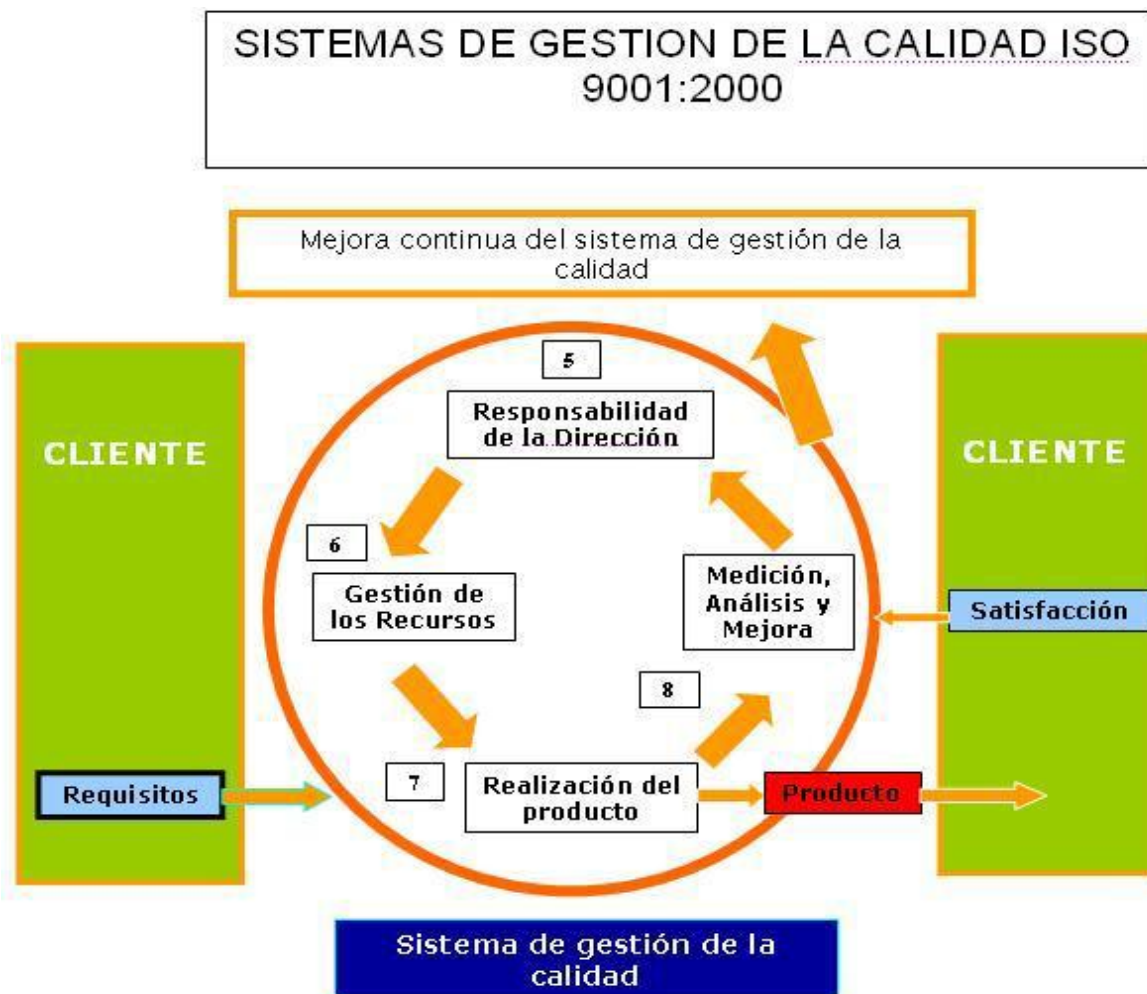 SISTEMAS DE GESTION DE LA CALIDAD ISO
9001:2000
Mejora continua del sistema de gestión de la
calidad
5
Responsabilidad
de la Dirección
CLIENTE
CLIENTE
6
Gestión de
los Recursos
Medición,
Análisis y
Mejora
Satisfacción
8
7
Realización del
producto
Producto
Requisitos
Sistema de gestión de la
calidad